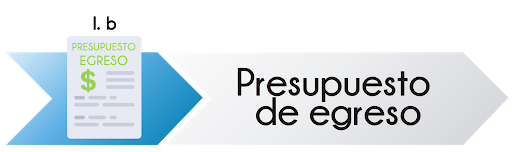 I. b
PRESUPUESTO
EGRESO
$
Presupuesto
de egreso